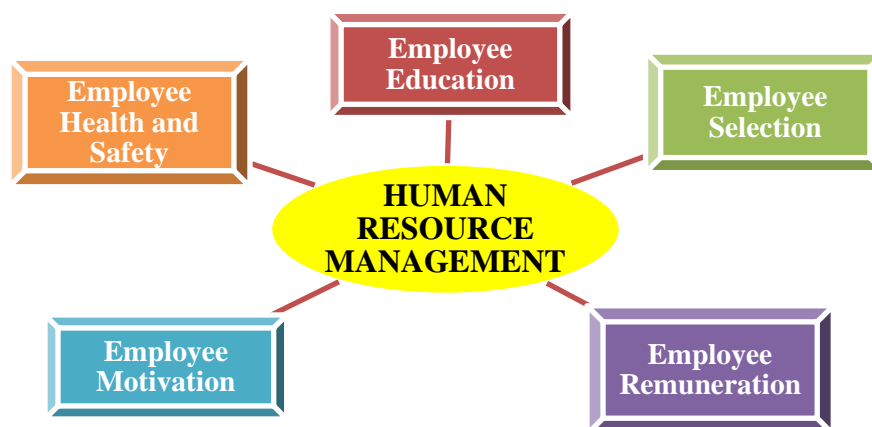 Employee
Education
Employee
Health and
Safety
Employee
Selection
HUMAN
RESOURCE
MANAGEMENT
Employee
Motivation
Employee
Remuneration